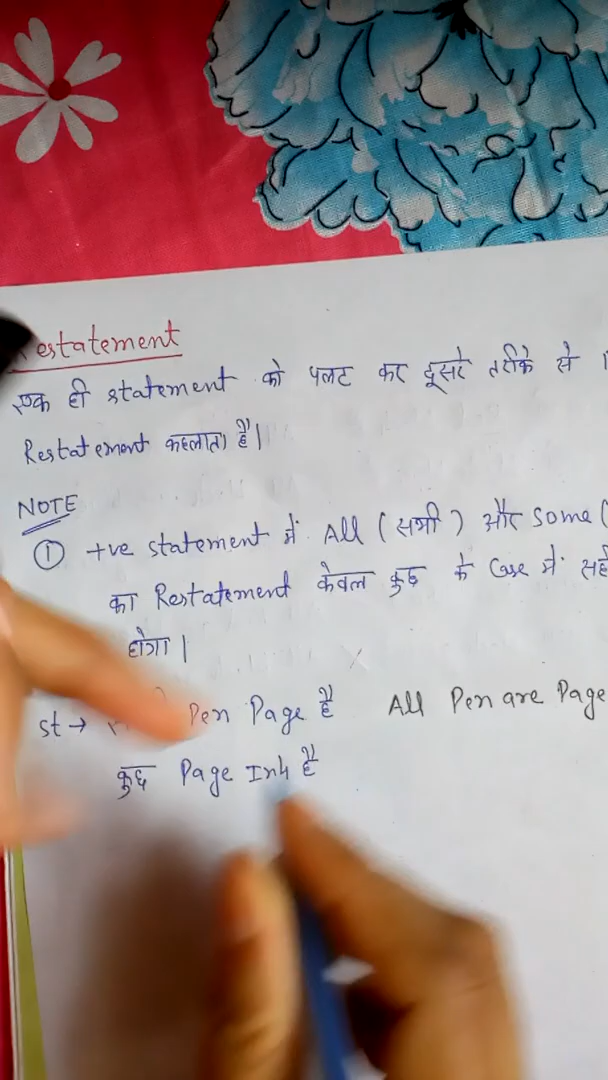 estatement
एक ही statement को पलट कर दूसरे तरीके से
Restatement कहलाता है|
NOTE
① +ve statement में All (सभी) और some (
का Restatement केवल कुछ के Case में सही
होगा |
st → Pen Page है All Pen are Page
कुछ Page Ink है